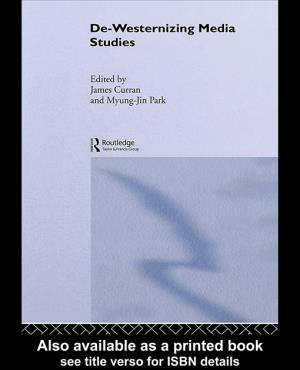 De-Westernizing Media
Studies
Edited by
James Curran
and Myung-Jin Park
Routledge
Taylor & Francis Group
Also available as a printed book
see title verso for ISBN details